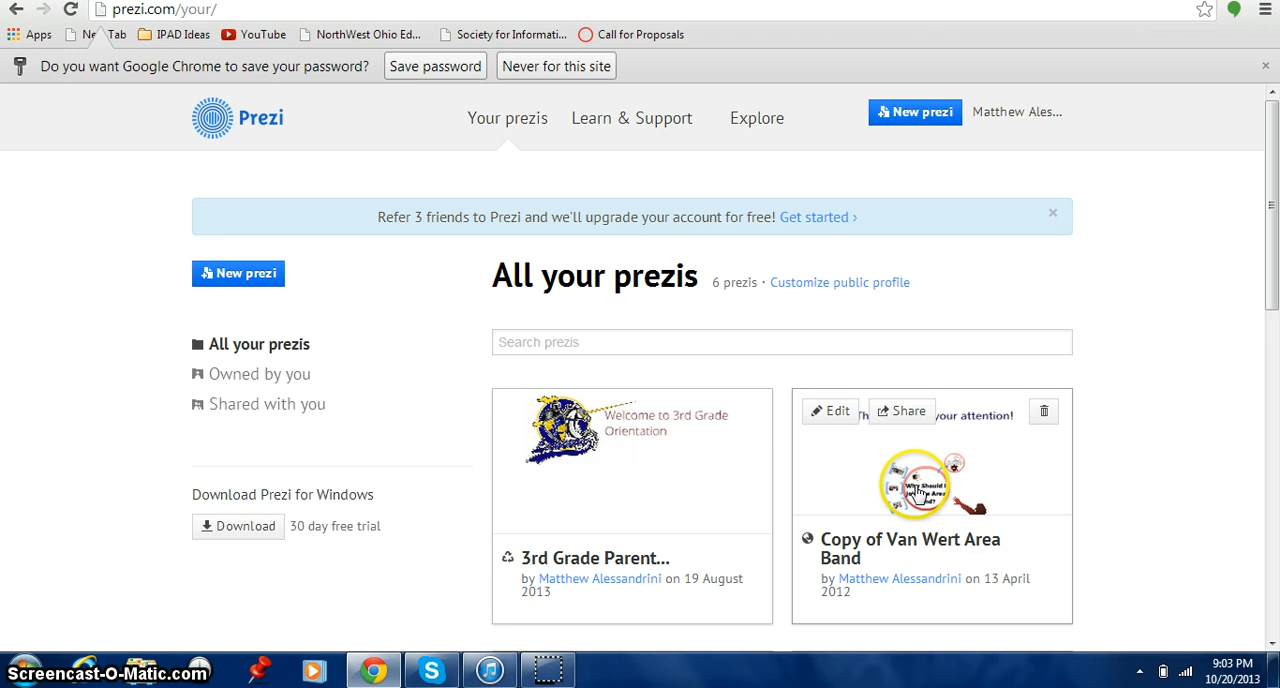 prezi.com/your/
Apps New Tab IPAD Ideas YouTube NorthWest Ohio Ed... Society for Informati... Call for Proposals
Do you want Google Chrome to save your password? Save password Never for this site
Prezi Your prezis Learn & Support Explore New prezi Matthew Ales...
Refer 3 friends to Prezi and we'll upgrade your account for free! Get started ›
New prezi
All your prezis 6 prezis · Customize public profile
All your prezis
Owned by you
Shared with you
Search prezis
Download Prezi for Windows
Download 30 day free trial
Welcome to 3rd Grade
Orientation
3rd Grade Parent...
by Matthew Alessandrini on 19 August
2013
Edit Share your attention!
Why Should I
Area
Copy of Van Wert Area
Band
by Matthew Alessandrini on 13 April
2012
Screencast-O-Matic.com
9:03 PM
10/20/2013